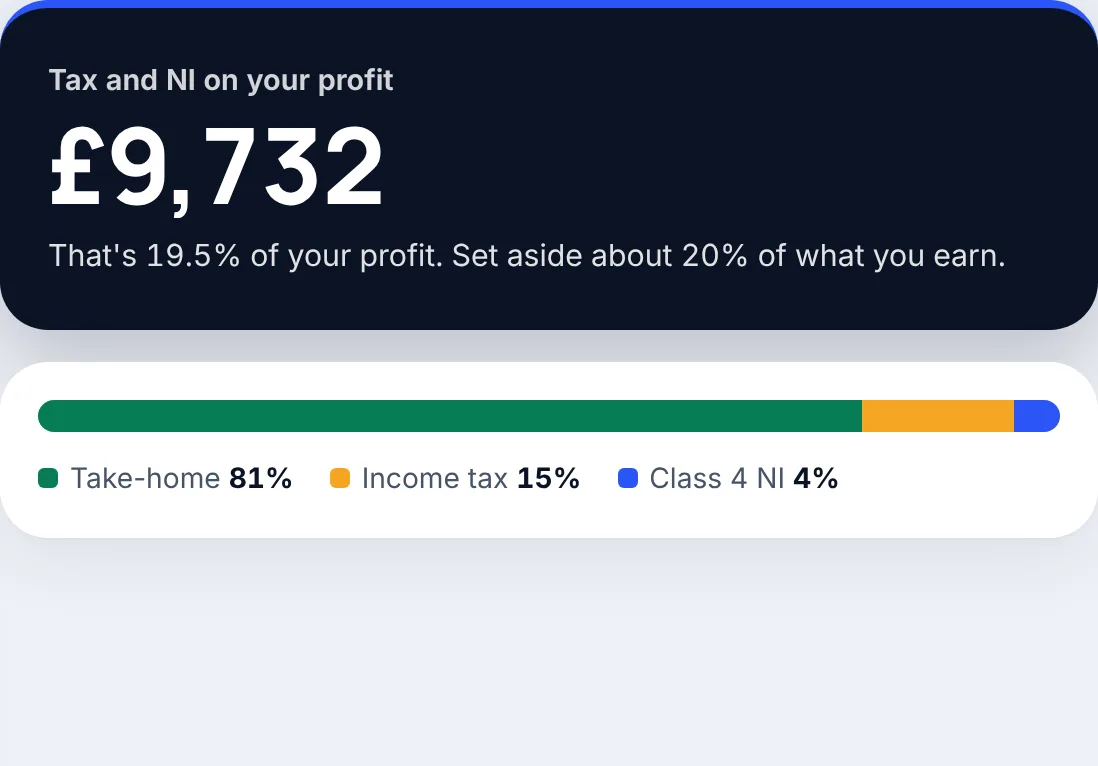 Tax and NI on your profit
£9,732
That's 19.5% of your profit. Set aside about 20% of what you earn.
Take-home 81% Income tax 15% Class 4 NI 4%